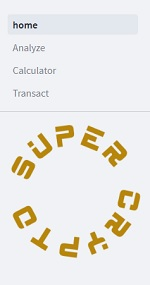 home
Analyze
Calculator
Transact
SUPER CRYPTO